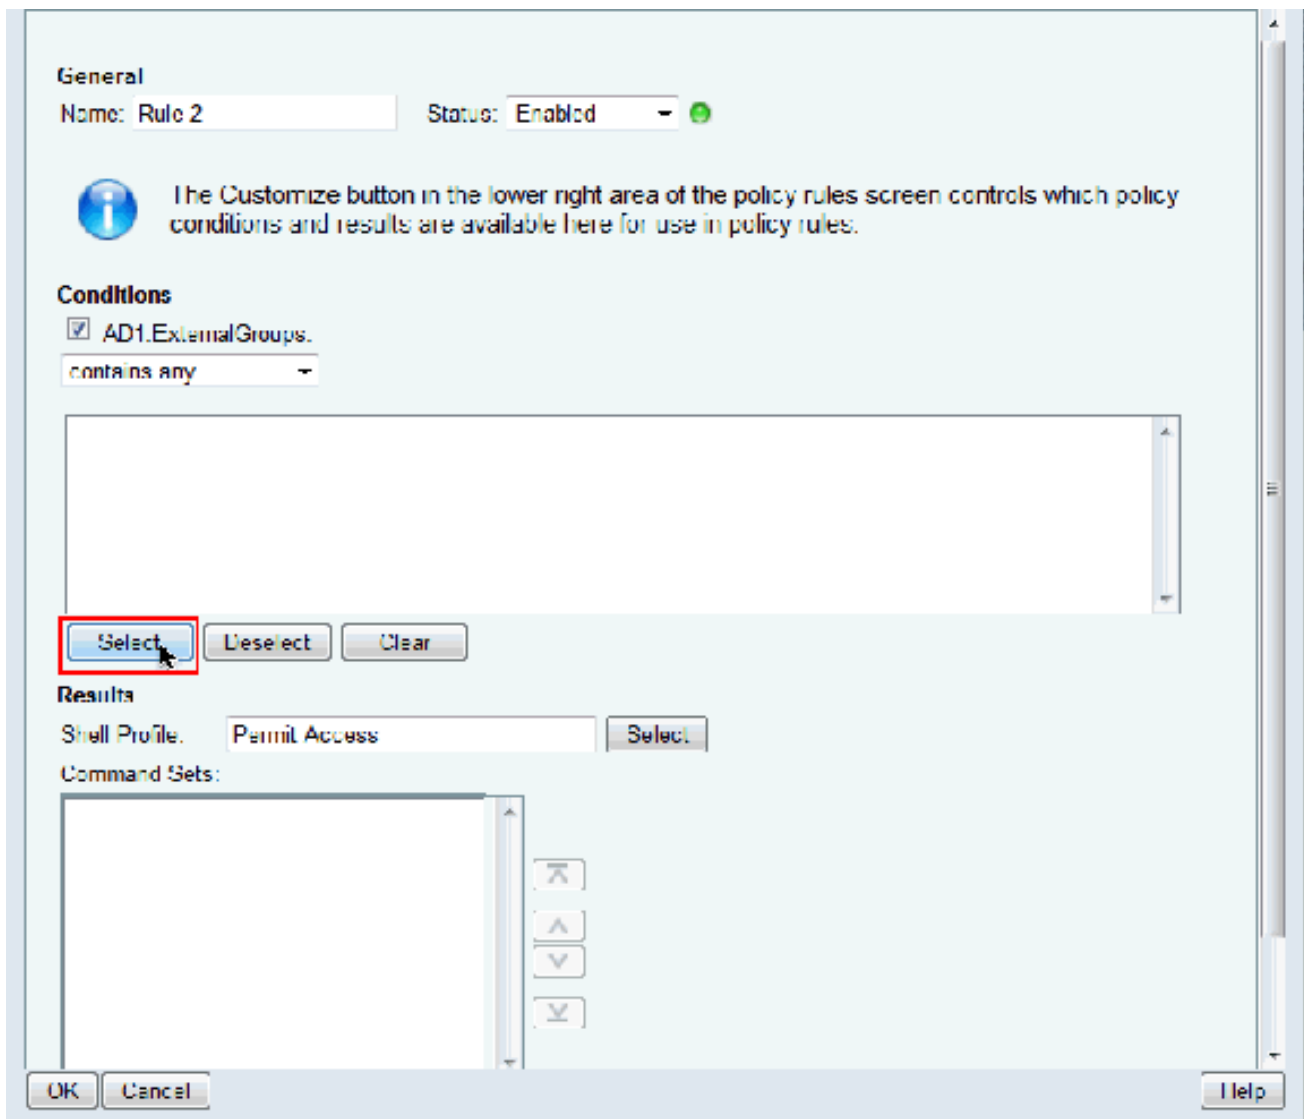 General
Name: Rule 2 Status: Enabled
The Customize button in the lower right area of the policy rules screen controls which policy
conditions and results are available here for use in policy rules.
Conditions
AD1:ExternalGroups:
contains any
Select Deselect Clear
Results
Shell Profile: Permit Access Select
Command Sets:
OK Cancel Help